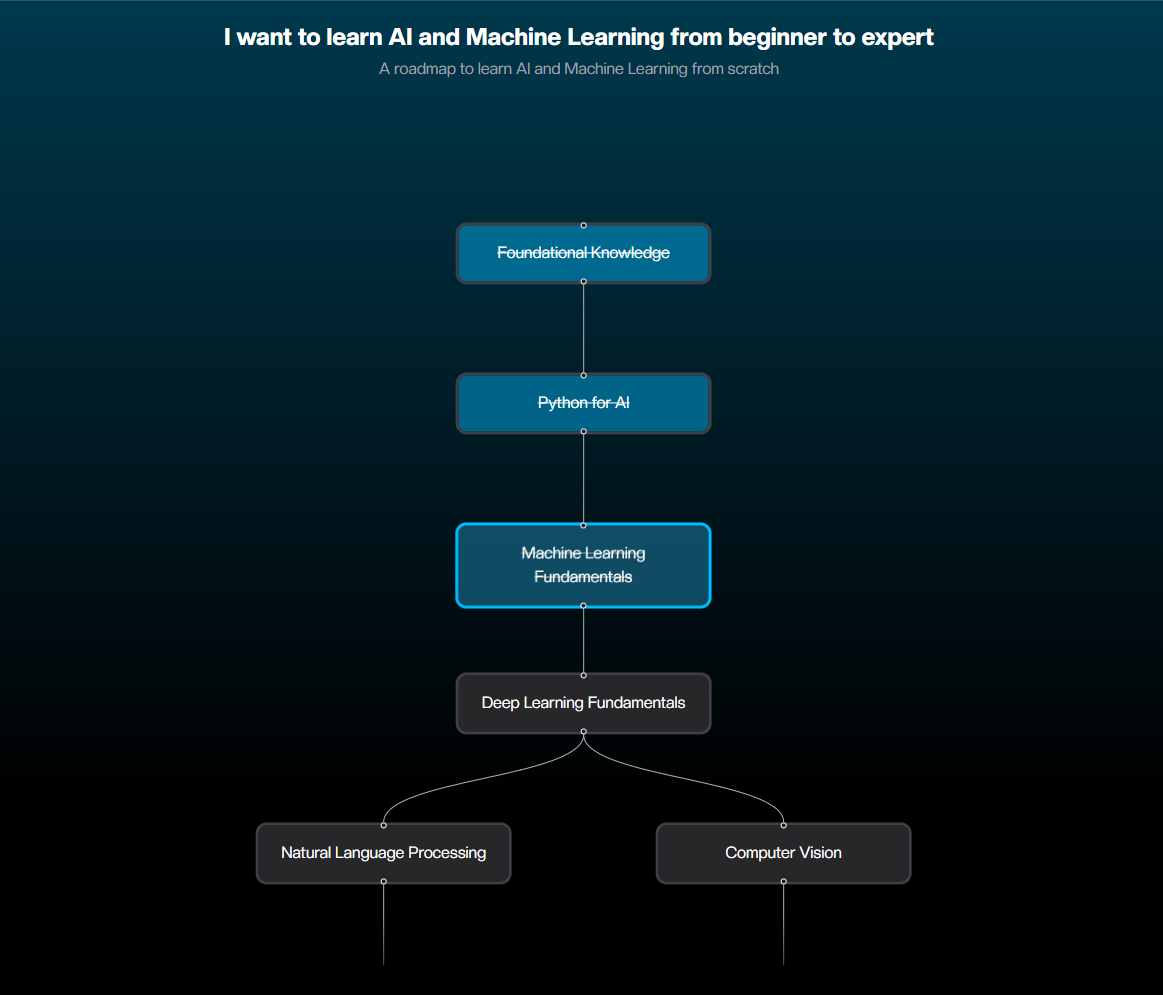 I want to learn AI and Machine Learning from beginner to expert
A roadmap to learn AI and Machine Learning from scratch
Foundational Knowledge
Python for AI
Machine Learning
Fundamentals
Deep Learning Fundamentals
Natural Language Processing
Computer Vision